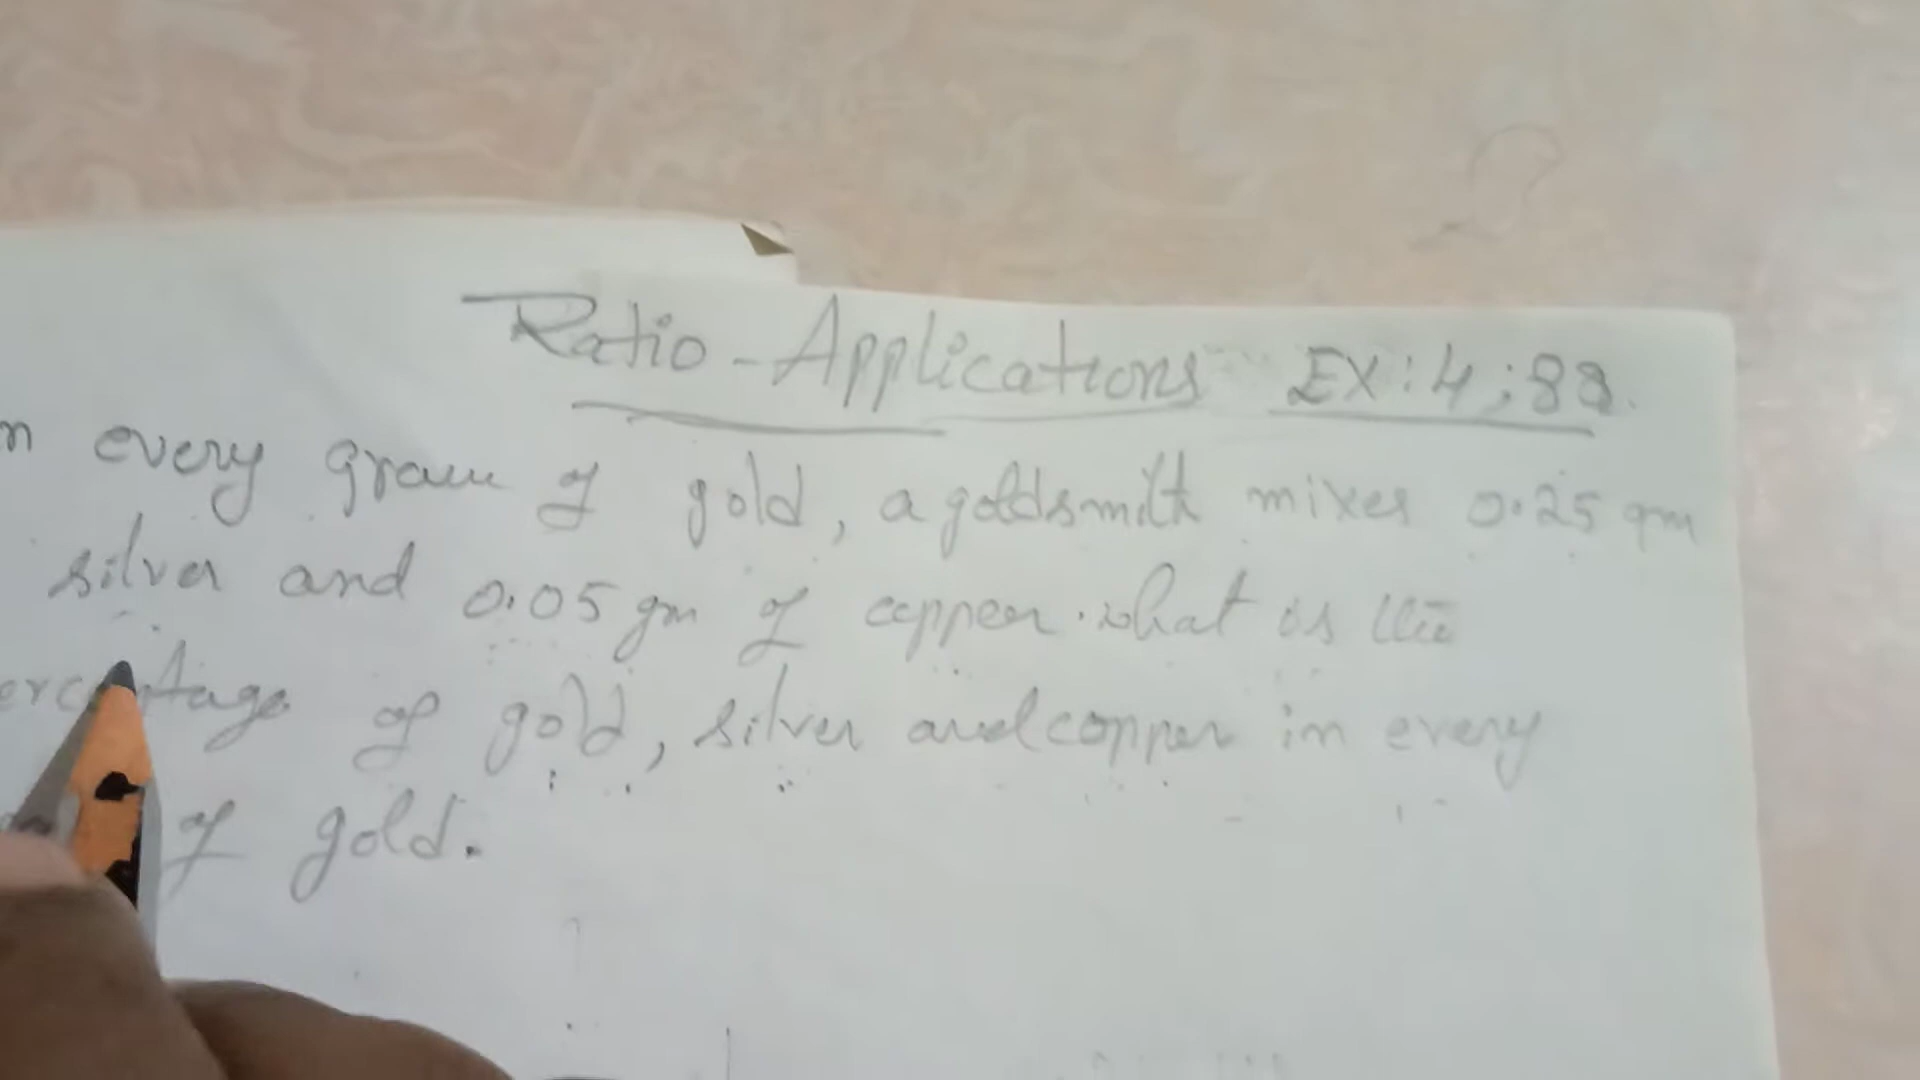 Ratio-Applications EX:4;88.
n every gram of gold, a goldsmith mixes 0.25 gm
silver and 0.05 gm of copper. what is the
ercentage of gold, silver and copper in every
of gold.